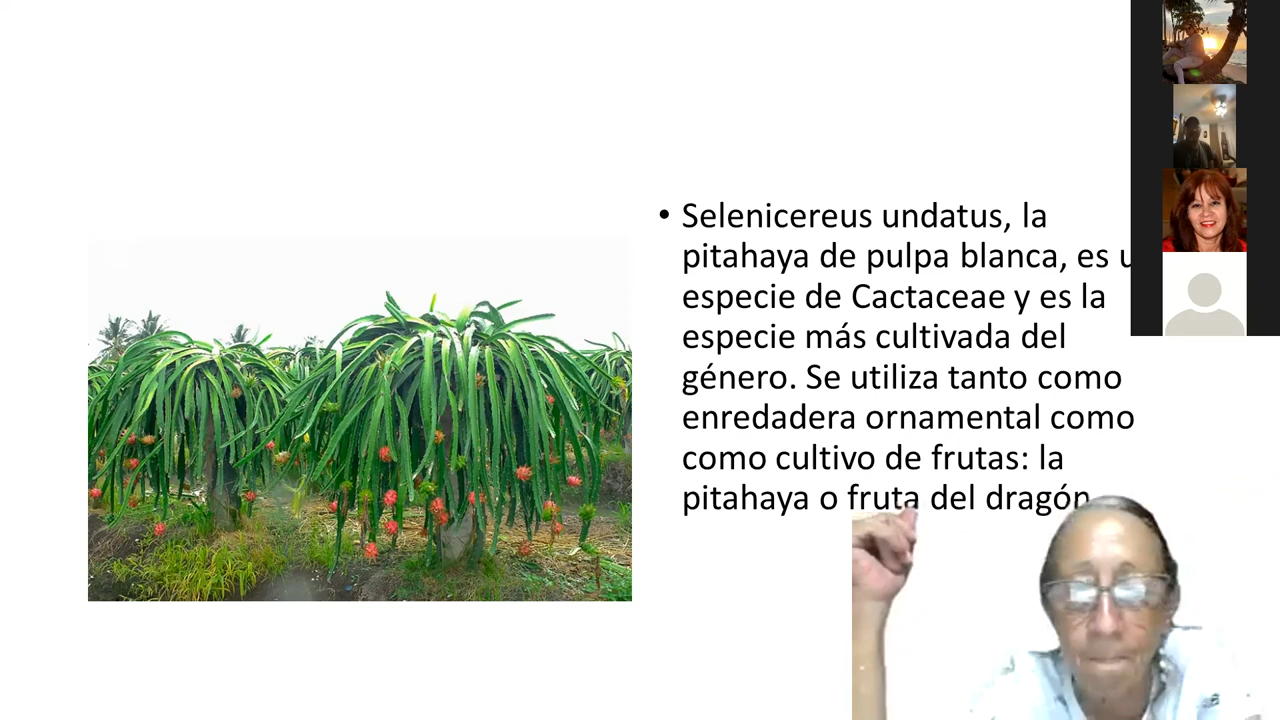 • Selenicereus undatus, la
pitahaya de pulpa blanca, es
especie de Cactaceae y es la
especie más cultivada del
género. Se utiliza tanto como
enredadera ornamental como
como cultivo de frutas: la
pitahaya o fruta del dragón